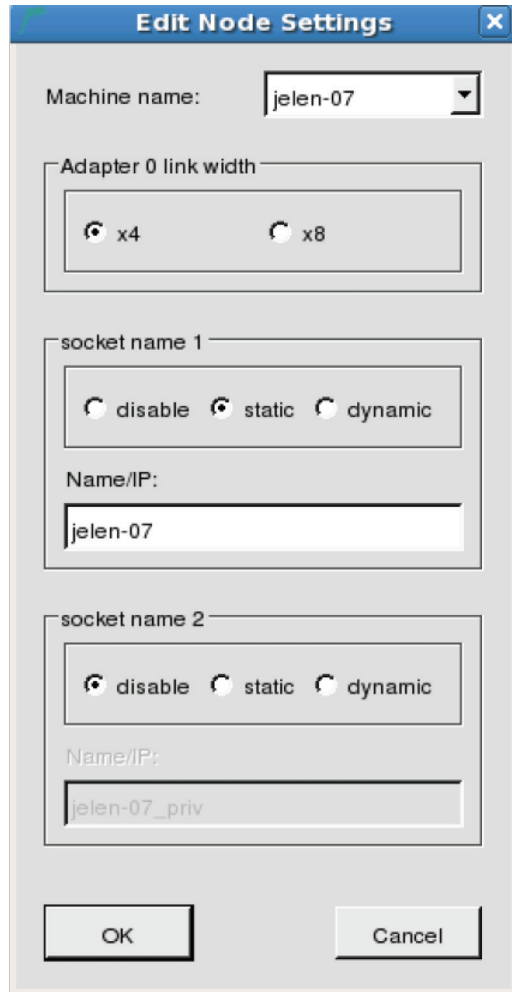 Edit Node Settings
Machine name: jelen-07
Adapter 0 link width
x4 x8
socket name 1
disable static dynamic
Name/IP:
jelen-07
socket name 2
disable static dynamic
Name/IP:
jelen-07_priv
OK Cancel